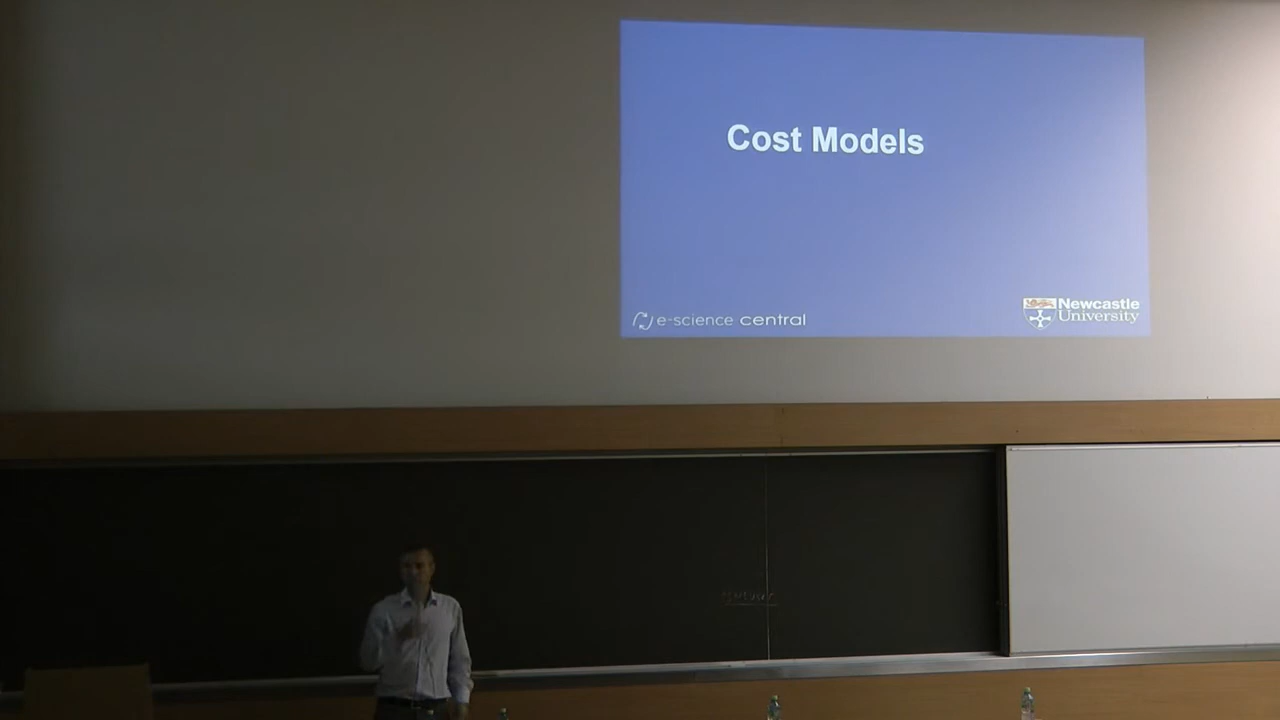 Cost Models
e-science central
Newcastle
University